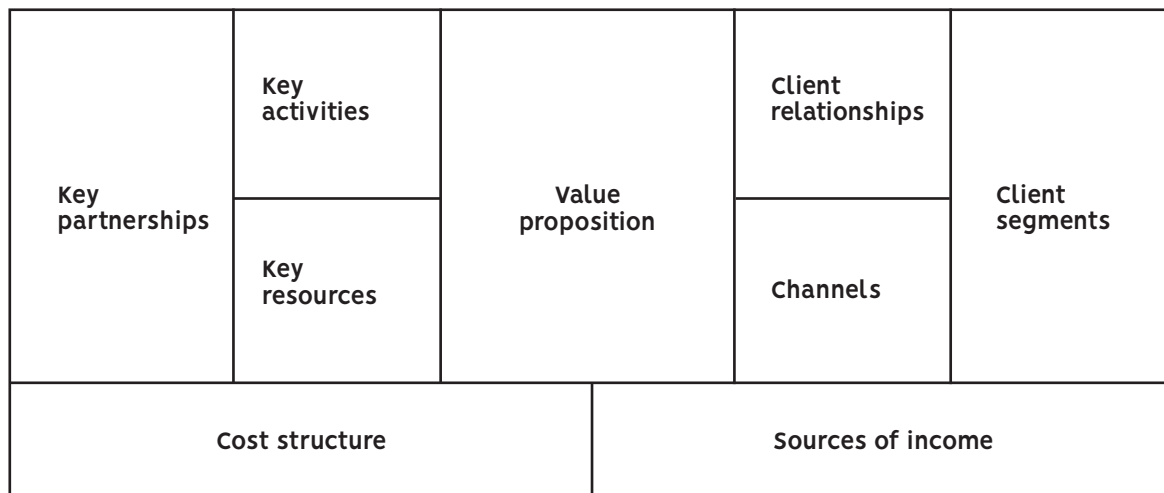 Key
partnerships
Key
activities
Key
resources
Value
proposition
Client
relationships
Channels
Client
segments
Cost structure
Sources of income